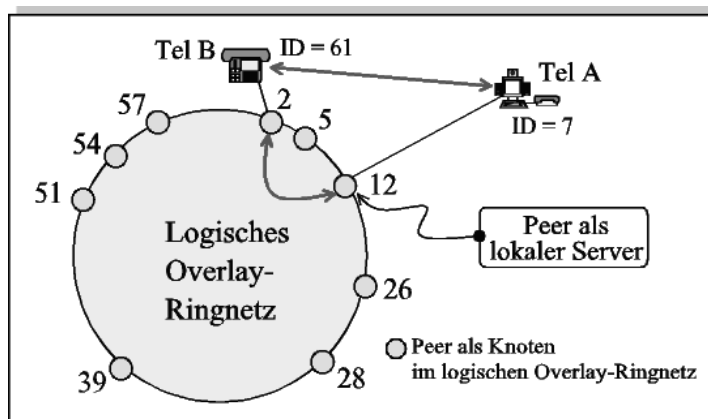 Tel B
ID = 61
Tel A
ID = 7
57
2
5
54
12
51
Peer als
lokaler Server
Logisches
Overlay-
Ringnetz
26
39
28
Peer als Knoten
im logischen Overlay-Ringnetz